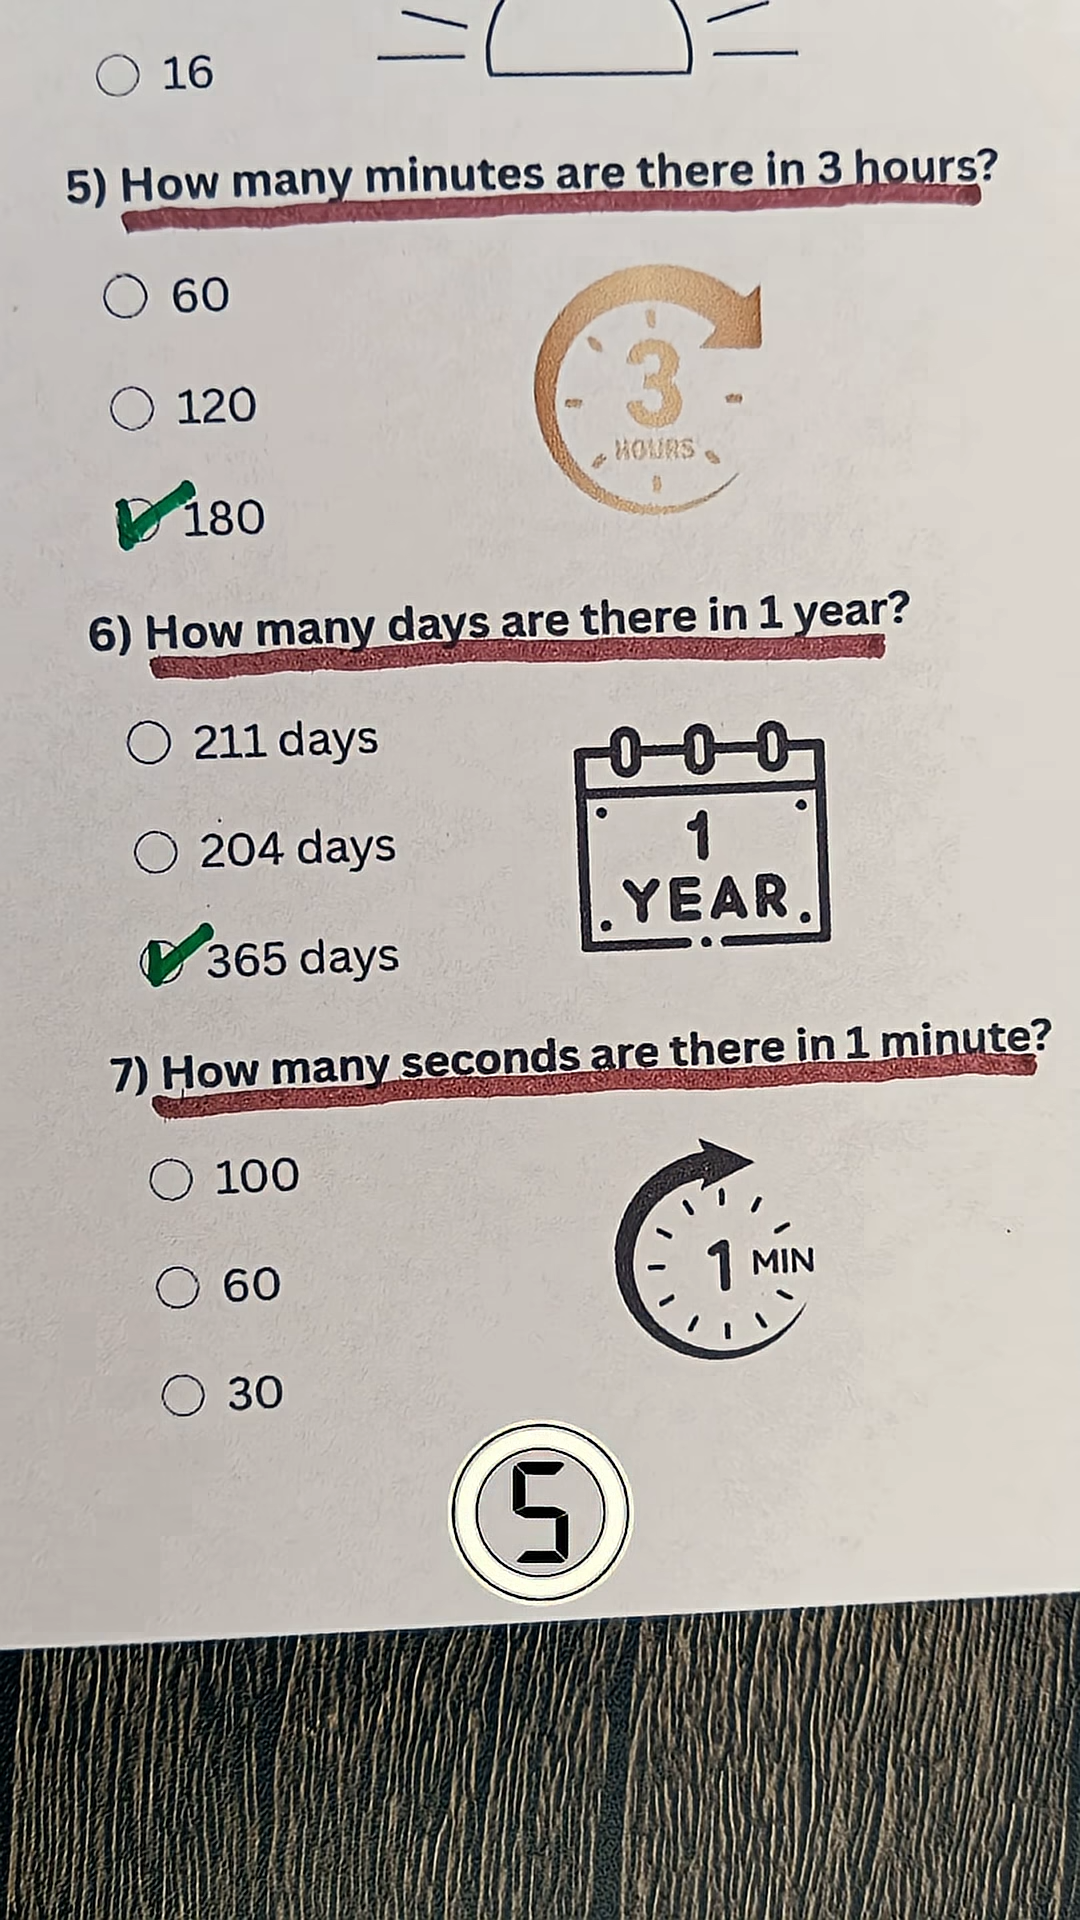 16
5) How many minutes are there in 3 hours?
60
120
180
3
HOURS
6) How many days are there in 1 year?
211 days
204 days
365 days
1
YEAR
7) How many seconds are there in 1 minute?
100
60
30
1 MIN
5